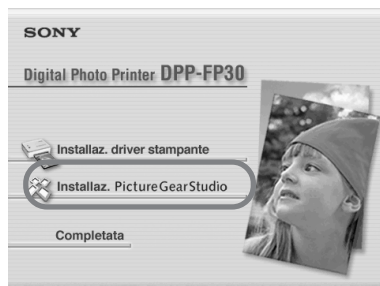 SONY
Digital Photo Printer DPP-FP30
Installaz. driver stampante
Installaz. PictureGearStudio
Completata